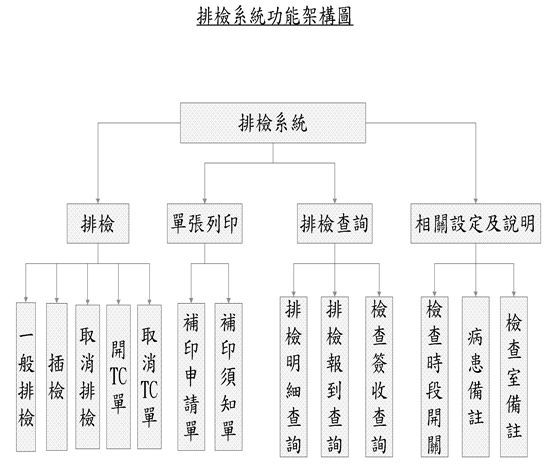 排檢系統功能架構圖
排檢系統
排檢
單張列印
排檢查詢
相關設定及說明
一般排檢
插檢
取消排檢
開TC單
取消TC單
補印申請單
補印須知單
排檢明細查詢
排檢報到查詢
檢查簽收查詢
檢查時段開關
病患備註
檢查室備註